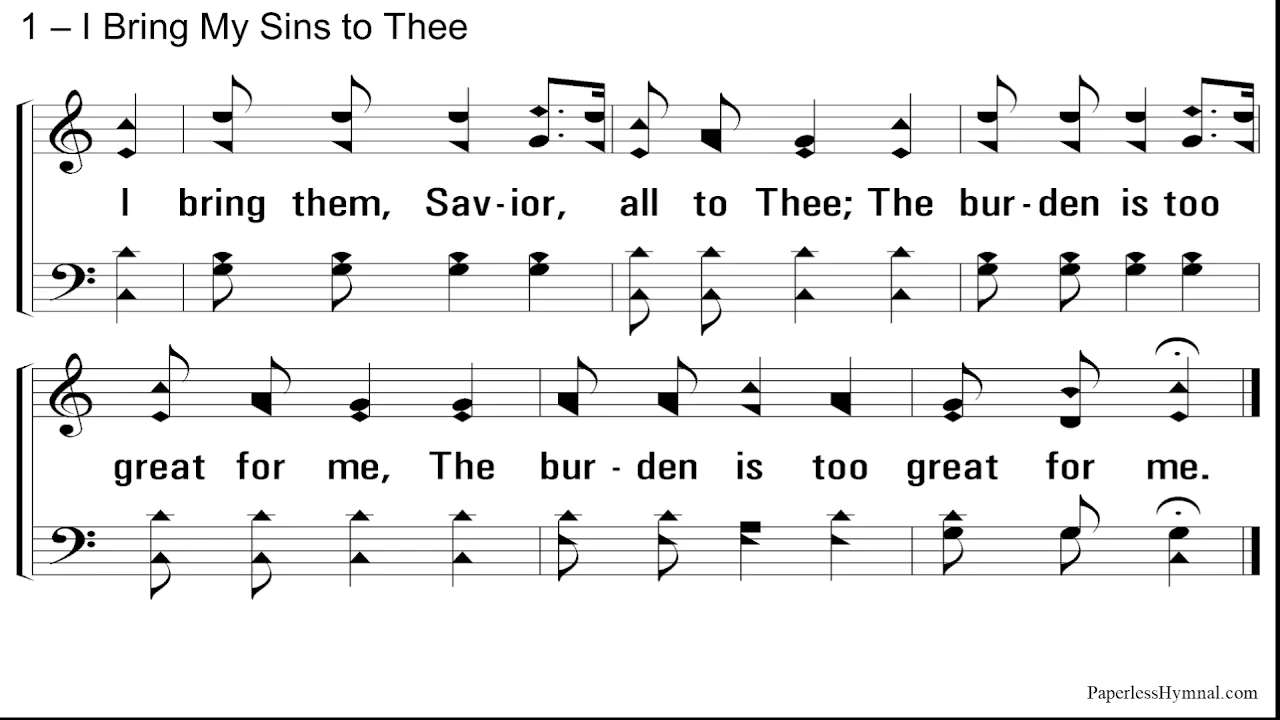 1 – I Bring My Sins to Thee
I bring them, Sav-ior, all to Thee; The bur-den is too
great for me, The bur-den is too great for me.
PaperlessHymnal.com